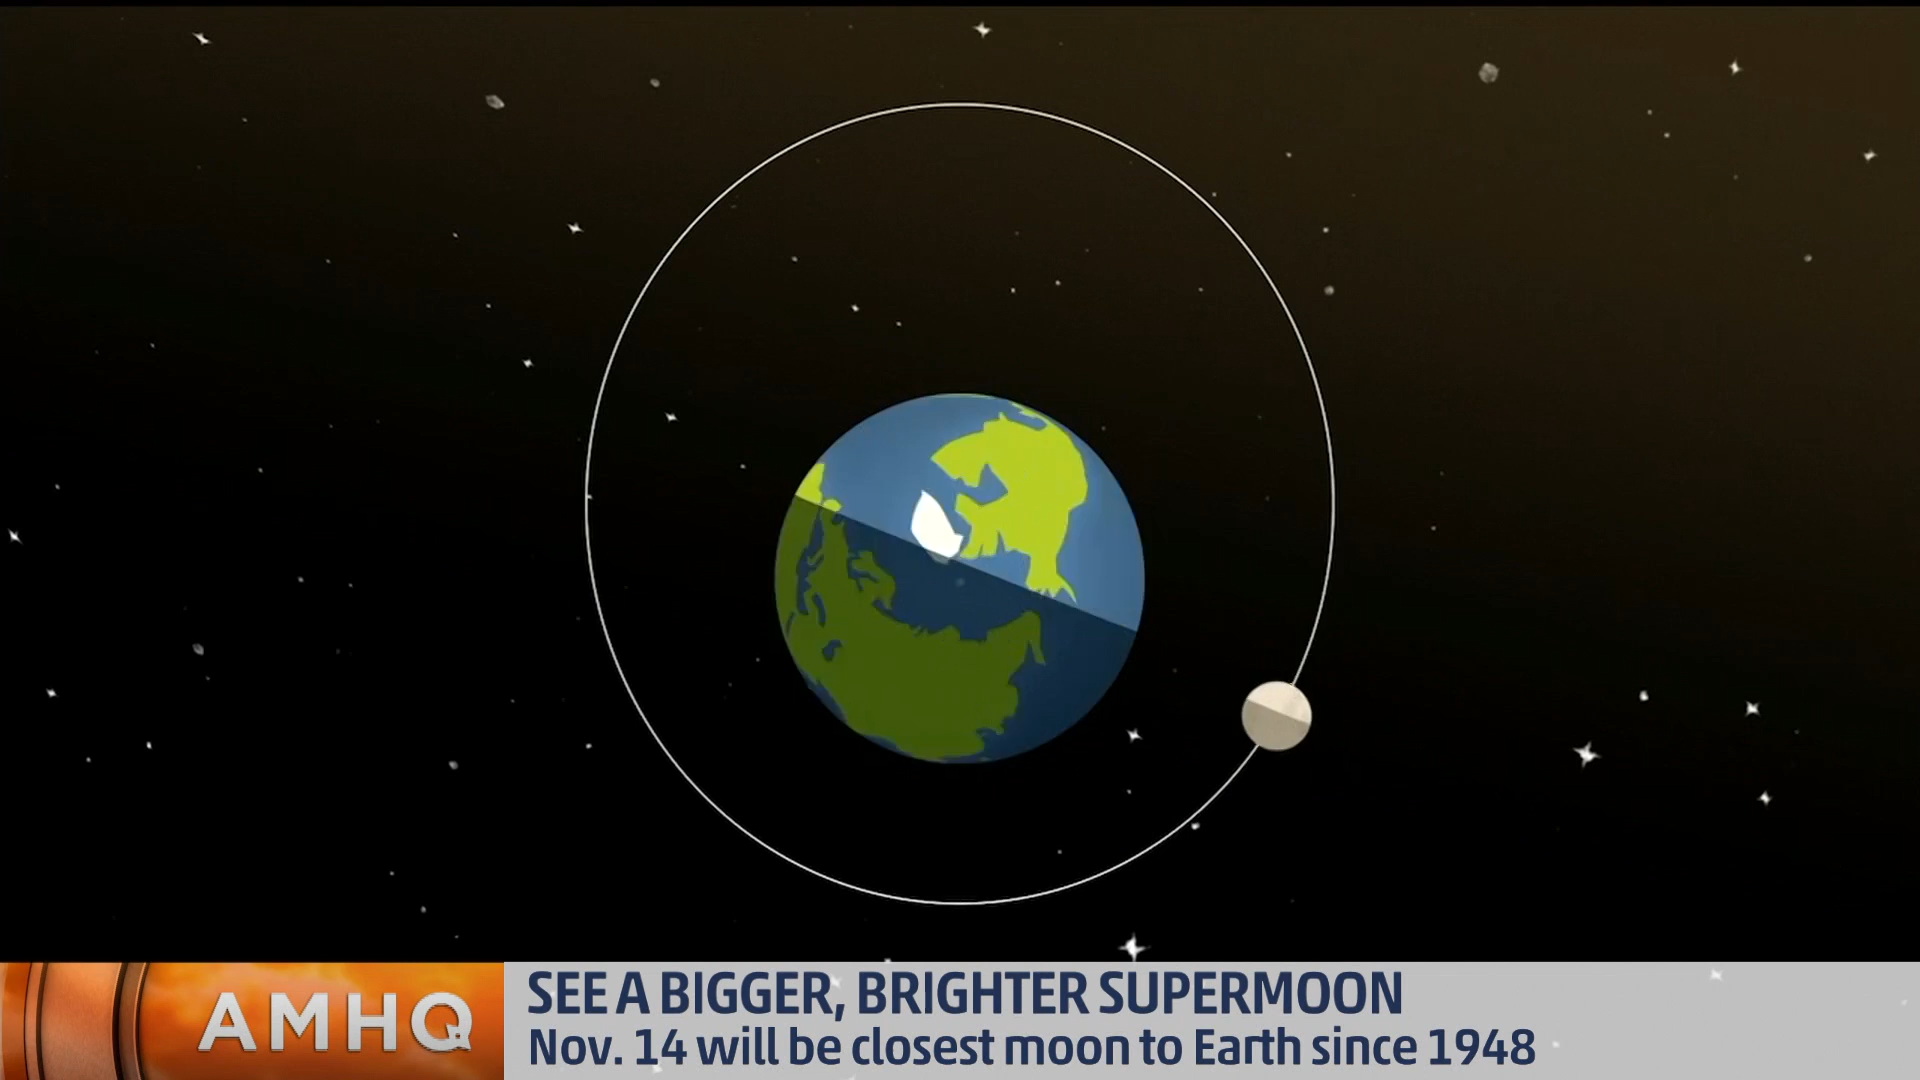 AMHQ
SEE A BIGGER, BRIGHTER SUPERMOON
Nov. 14 will be closest moon to Earth since 1948